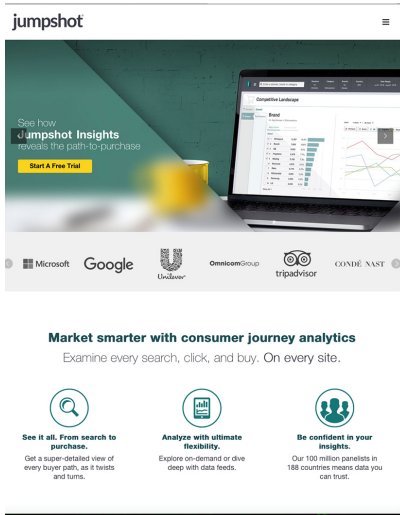 jumpshot
See how
Jumpshot Insights
reveals the path-to-purchase
Start A Free Trial
Competitive Landscape
Brand
Microsoft
Google
Unilever
OmnicomGroup
tripadvisor
CONDÉ NAST
Market smarter with consumer journey analytics
Examine every search, click, and buy. On every site.
See it all. From search to
purchase.
Get a super-detailed view of
every buyer path, as it twists
and turns.
Analyze with ultimate
flexibility.
Explore on-demand or dive
deep with data feeds.
Be confident in your
insights.
Our 100 million panelists in
188 countries means data you
can trust.